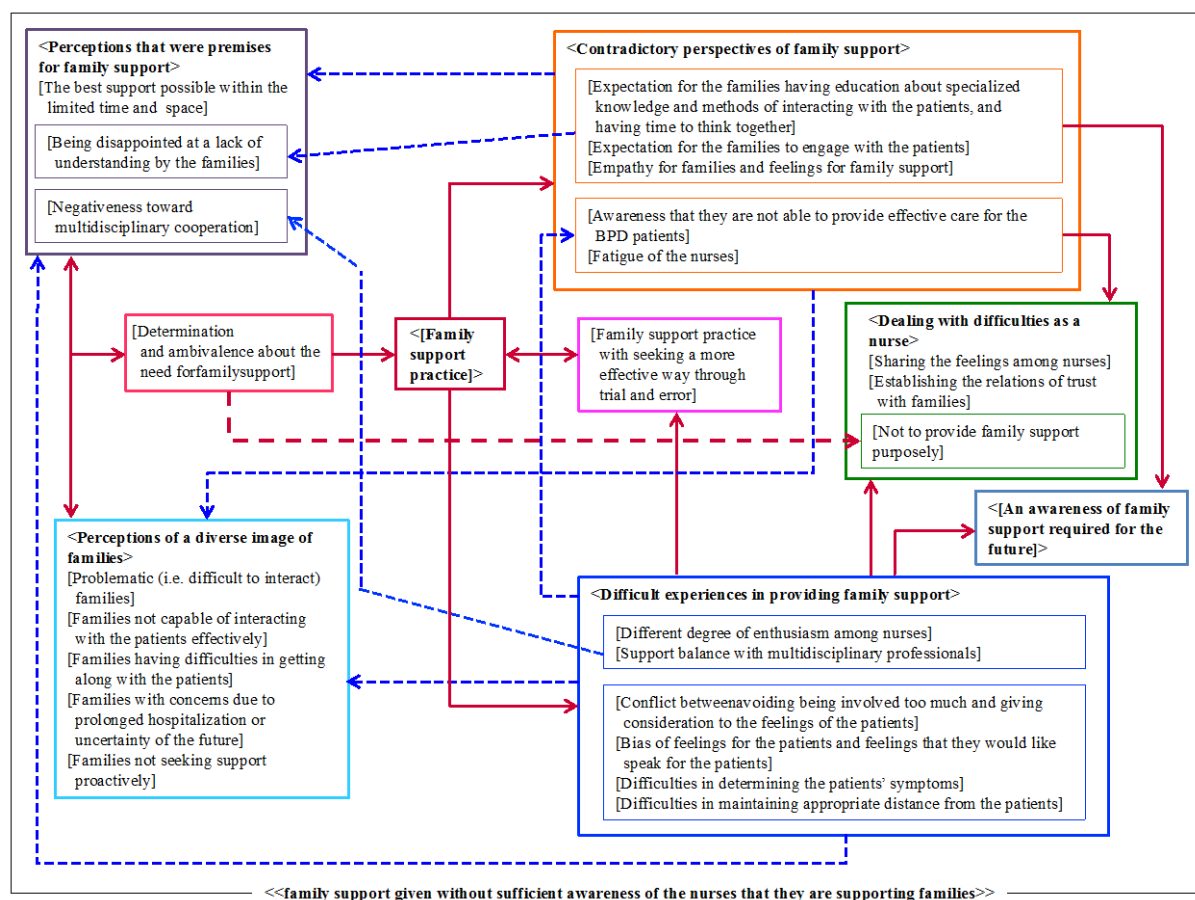 <Perceptions that were premises
for family support>
[The best support possible within the
limited time and space]
[Being disappointed at a lack of
understanding by the families]
[Negativeness toward
multidisciplinary cooperation]
<Contradictory perspectives of family support>
[Expectation for the families having education about specialized
knowledge and methods of interacting with the patients, and
having time to think together]
[Expectation for the families to engage with the patients]
[Empathy for families and feelings for family support]
[Awareness that they are not able to provide effective care for the
BPD patients]
[Fatigue of the nurses]
[Determination
and ambivalence about the
need forfamilysupport]
<[Family
support
practice]>
[Family support practice
with seeking a more
effective way through
trial and error]
<Dealing with difficulties as a
nurse>
[Sharing the feelings among nurses]
[Establishing the relations of trust
with families]
[Not to provide family support
purposely]
<[An awareness of family
support required for the
future]>
<Perceptions of a diverse image of
families>
[Problematic (i.e. difficult to interact)
families]
[Families not capable of interacting
with the patients effectively]
[Families having difficulties in getting
along with the patients]
[Families with concerns due to
prolonged hospitalization or
uncertainty of the future]
[Families not seeking support
proactively]
<Difficult experiences in providing family support>
[Different degree of enthusiasm among nurses]
[Support balance with multidisciplinary professionals]
[Conflict betweenavoiding being involved too much and giving
consideration to the feelings of the patients]
[Bias of feelings for the patients and feelings that they would like
speak for the patients]
[Difficulties in determining the patients' symptoms]
[Difficulties in maintaining appropriate distance from the patients]
<<family support given without sufficient awareness of the nurses that they are supporting families>>